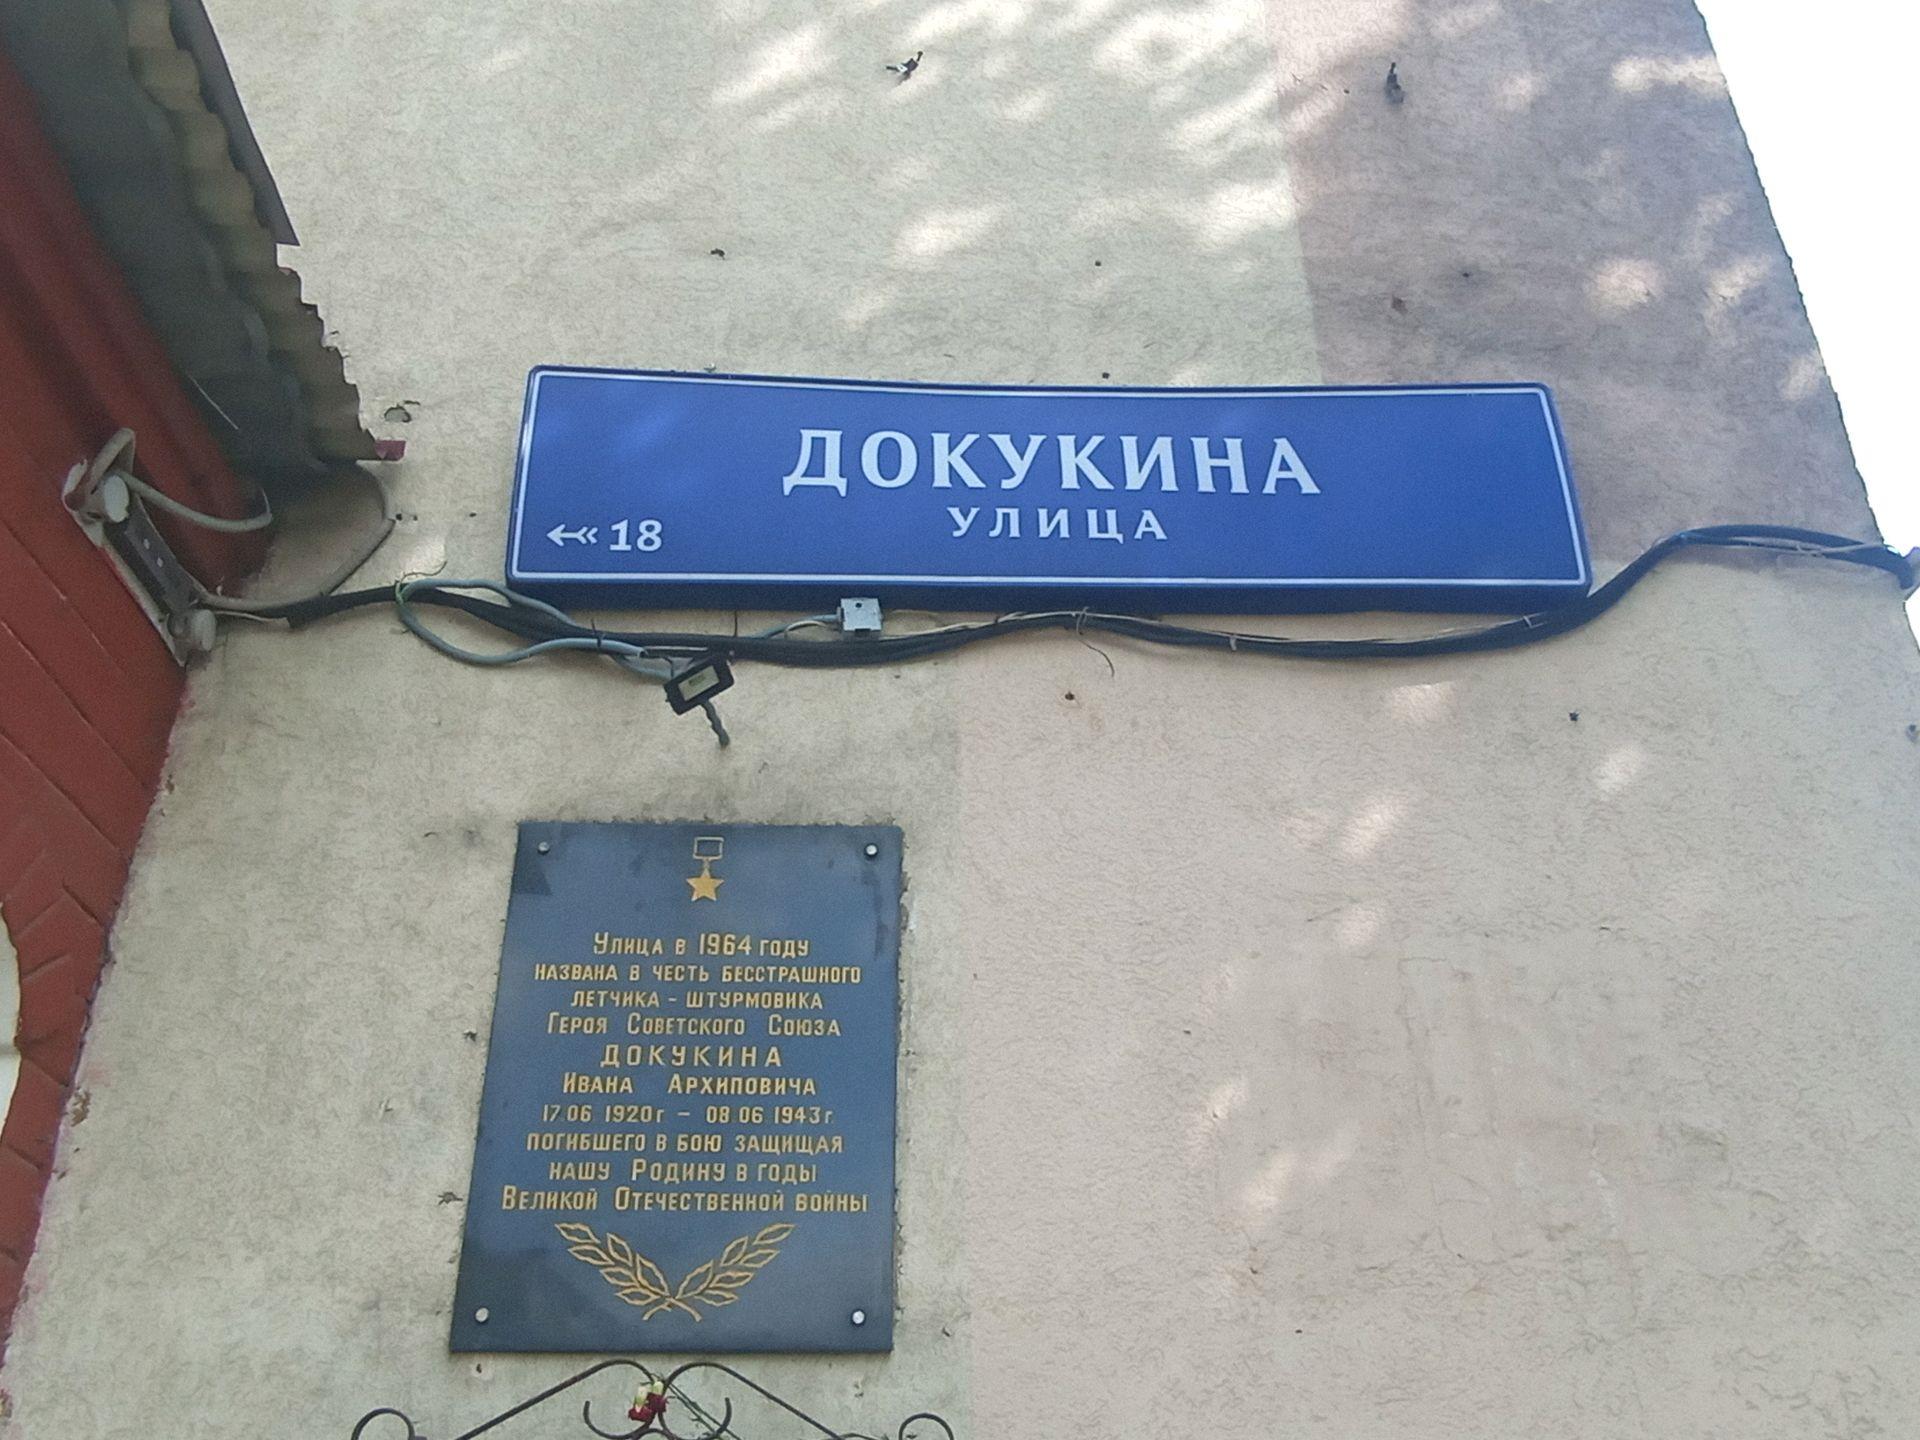 ДОКУКИНА
УЛИЦА
18
Улица в 1964 году
названа в честь бесстрашного
летчика - штурмовика
Героя Советского Союза
ДОКУКИНА
Ивана Архиповича
17.06 1920г – 08 06 1943г.
погибшего в бою защищая
нашу Родину в годы
Великой Отечественной войны